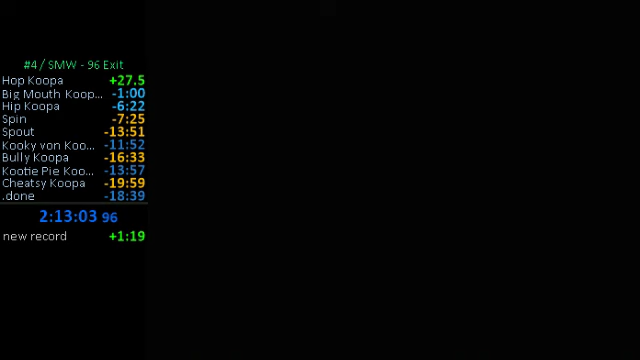 #4 / SMW - 96 Exit
Hop Koopa +27.5
Big Mouth Koop... -1:00
Hip Koopa -6:22
Spin -7:25
Spout -13:51
Kooky von Koo... -11:52
Bully Koopa -16:33
Kootie Pie Koo... -13:57
Cheatsy Koopa -19:59
.done -18:39
2:13:03 96
new record +1:19